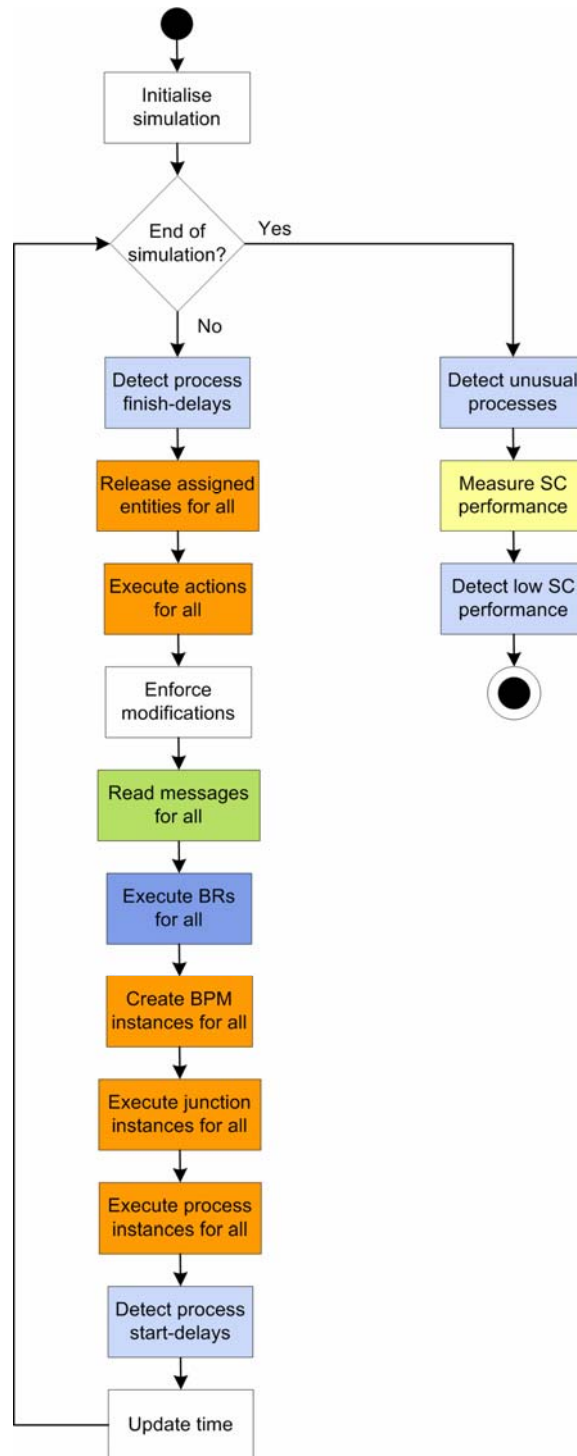 Initialise
simulation
End of
simulation?
Yes
No
Detect process
finish-delays
Release assigned
entities for all
Execute actions
for all
Enforce
modifications
Read messages
for all
Execute BRs
for all
Create BPM
instances for all
Execute junction
instances for all
Execute process
instances for all
Detect process
start-delays
Update time
Detect unusual
processes
Measure SC
performance
Detect low SC
performance